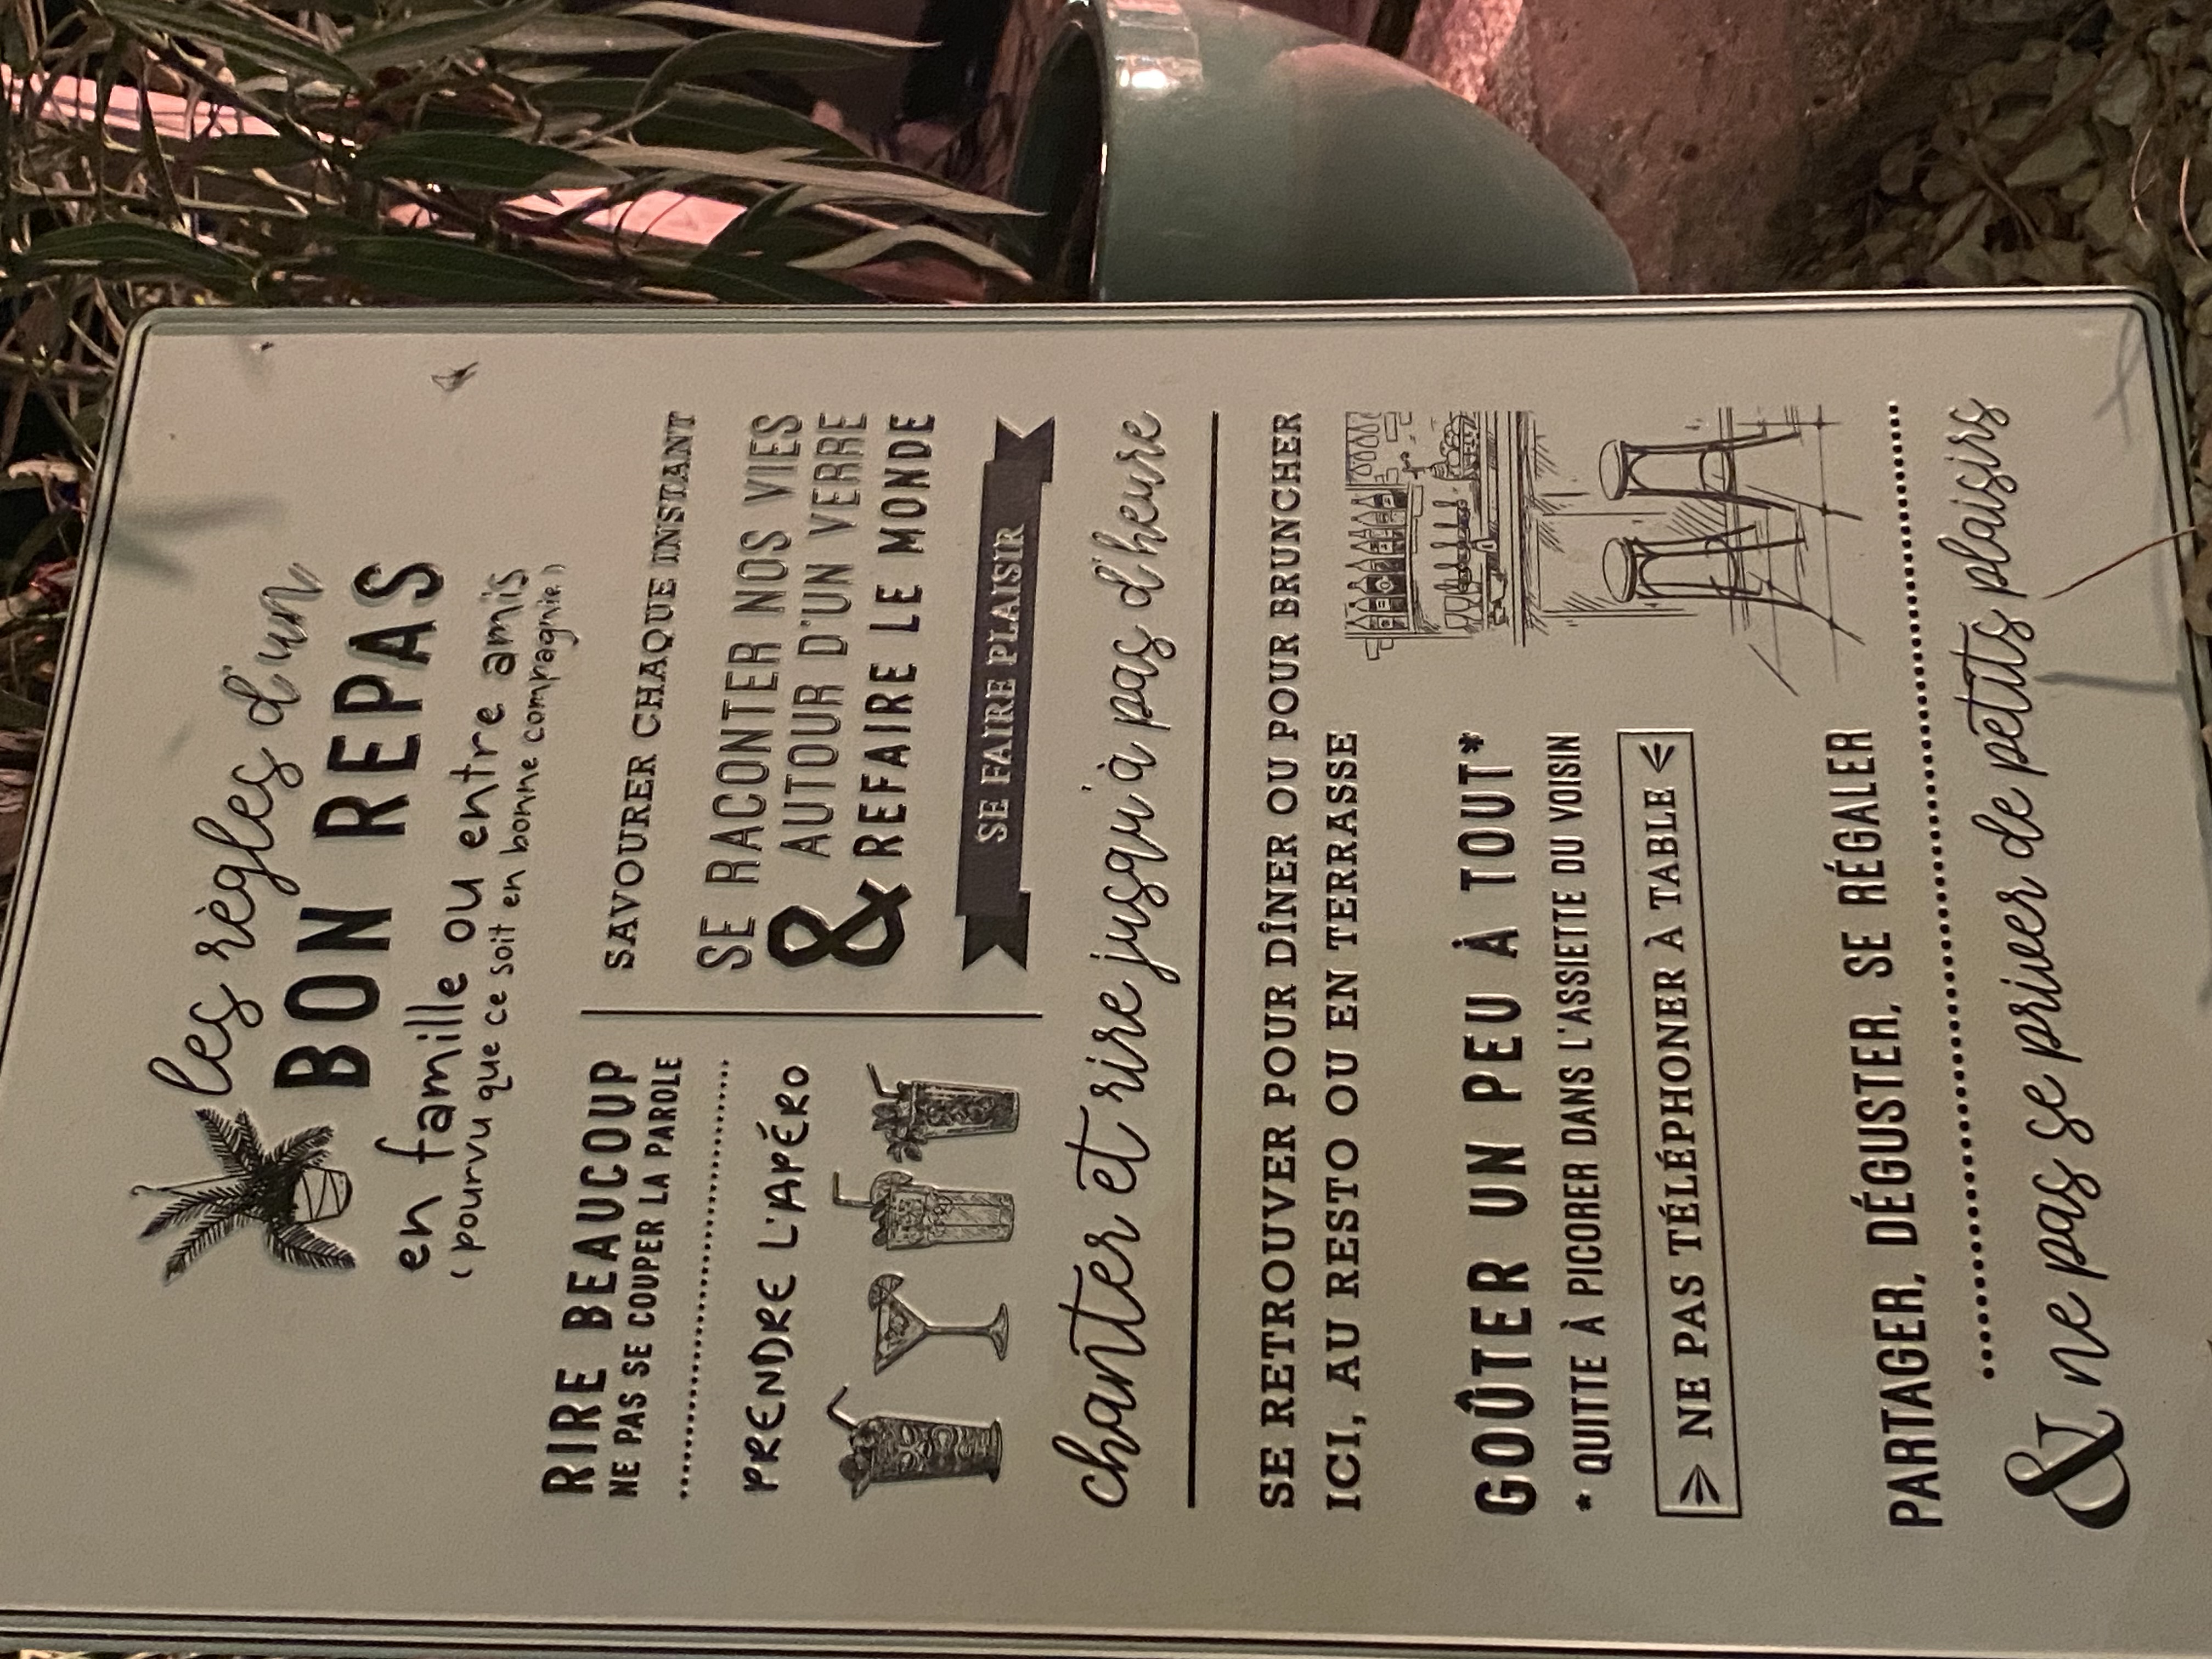 les règles d'un
BON REPAS
en famille ou entre amis
(pourvu que ce soit en bonne compagnie)
RIRE BEAUCOUP
NE PAS SE COUPER LA PAROLE
PRENDRE L'APÉRO
SAVOURER CHAQUE INSTANT
SE RACONTER NOS VIES
AUTOUR D'UN VERRE
& REFAIRE LE MONDE
SE FAIRE PLAISIR
chanter et rire jusqu'à pas d'heure
SE RETROUVER POUR DÎNER OU POUR BRUNCHER
ICI, AU RESTO OU EN TERRASSE
GOÛTER UN PEU À TOUT*
* QUITTE À PICORER DANS L'ASSIETTE DU VOISIN
NE PAS TÉLÉPHONER À TABLE
PARTAGER, DÉGUSTER, SE RÉGALER
& ne pas se priver de petits plaisirs